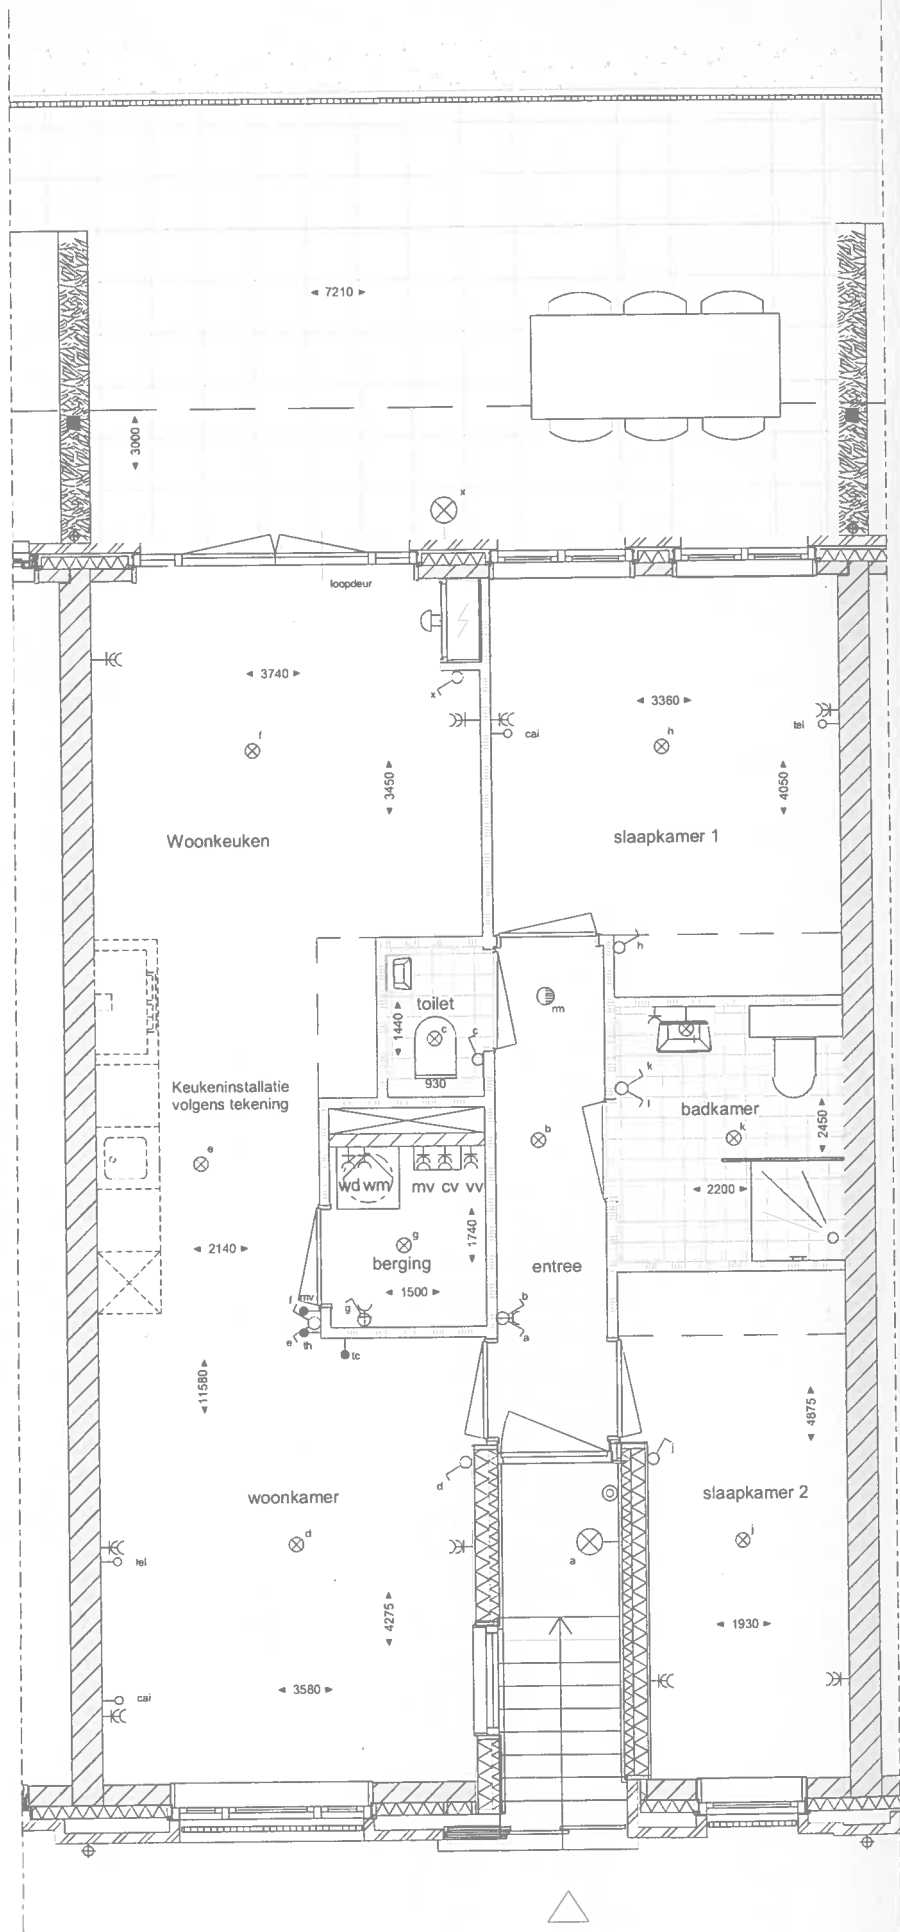 7210
3000
x
loopdeur
3740
x
3360
cai
tel
f
h
3450
4050
Woonkeuken
slaapkamer 1
h
rm
toilet
c
c
1440
930
Keukeninstallatie
volgens tekening
k
l
badkamer
k
2450
b
e
wd wm
mv cv vv
2200
1740
g
2140
berging
entree
1500
f
mv
g
b
a
e
th
tc
11580
4875
j
d
woonkamer
slaapkamer 2
d
a
j
tel
4275
1930
3580
cai